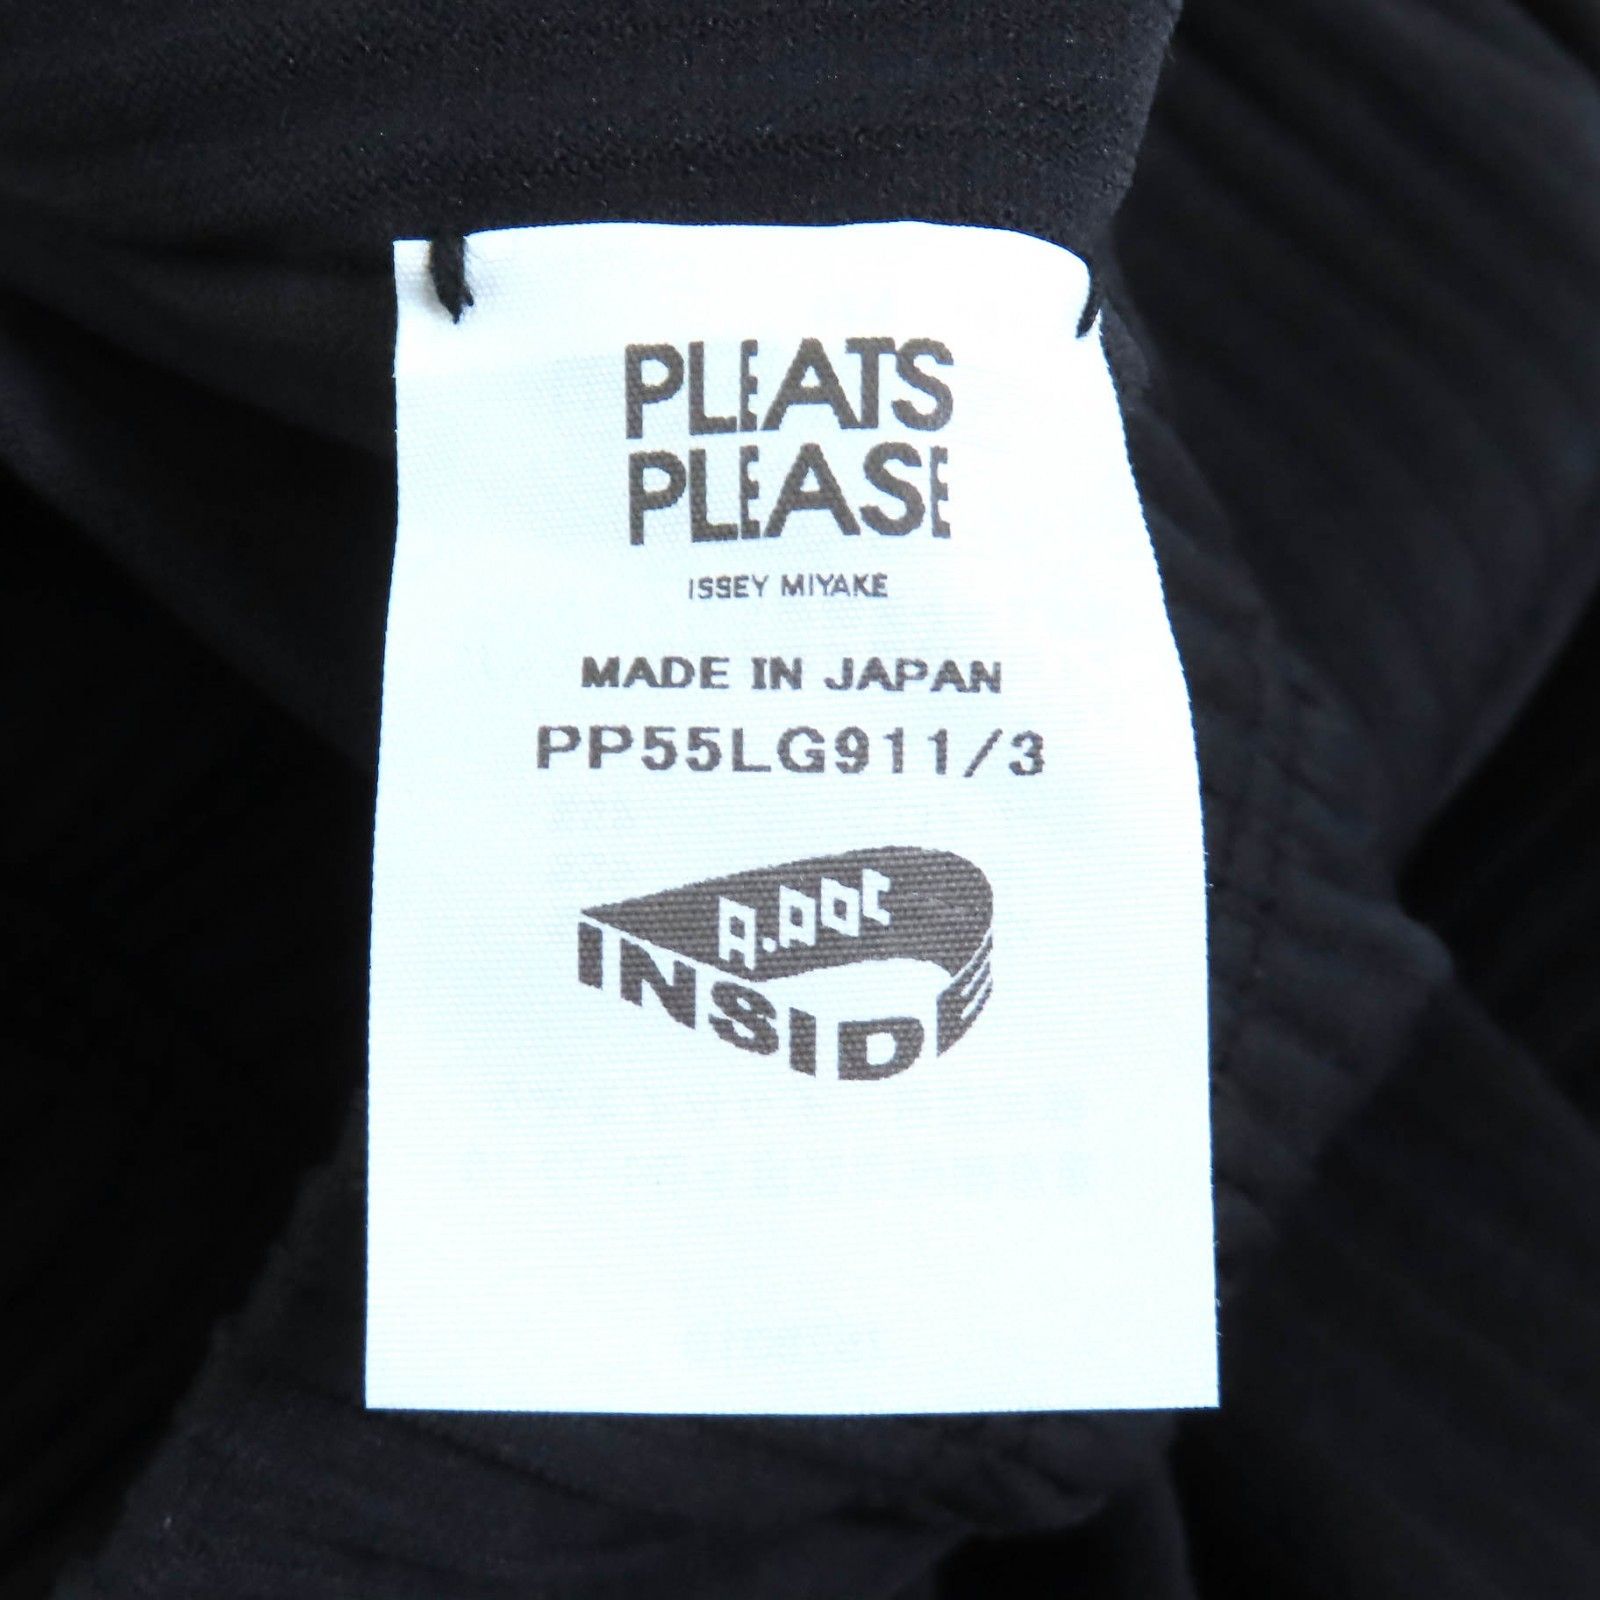 PLEATS
PLEASE
ISSEY MIYAKE
MADE IN JAPAN
PP55LG911/3
A.POC
INSIDE